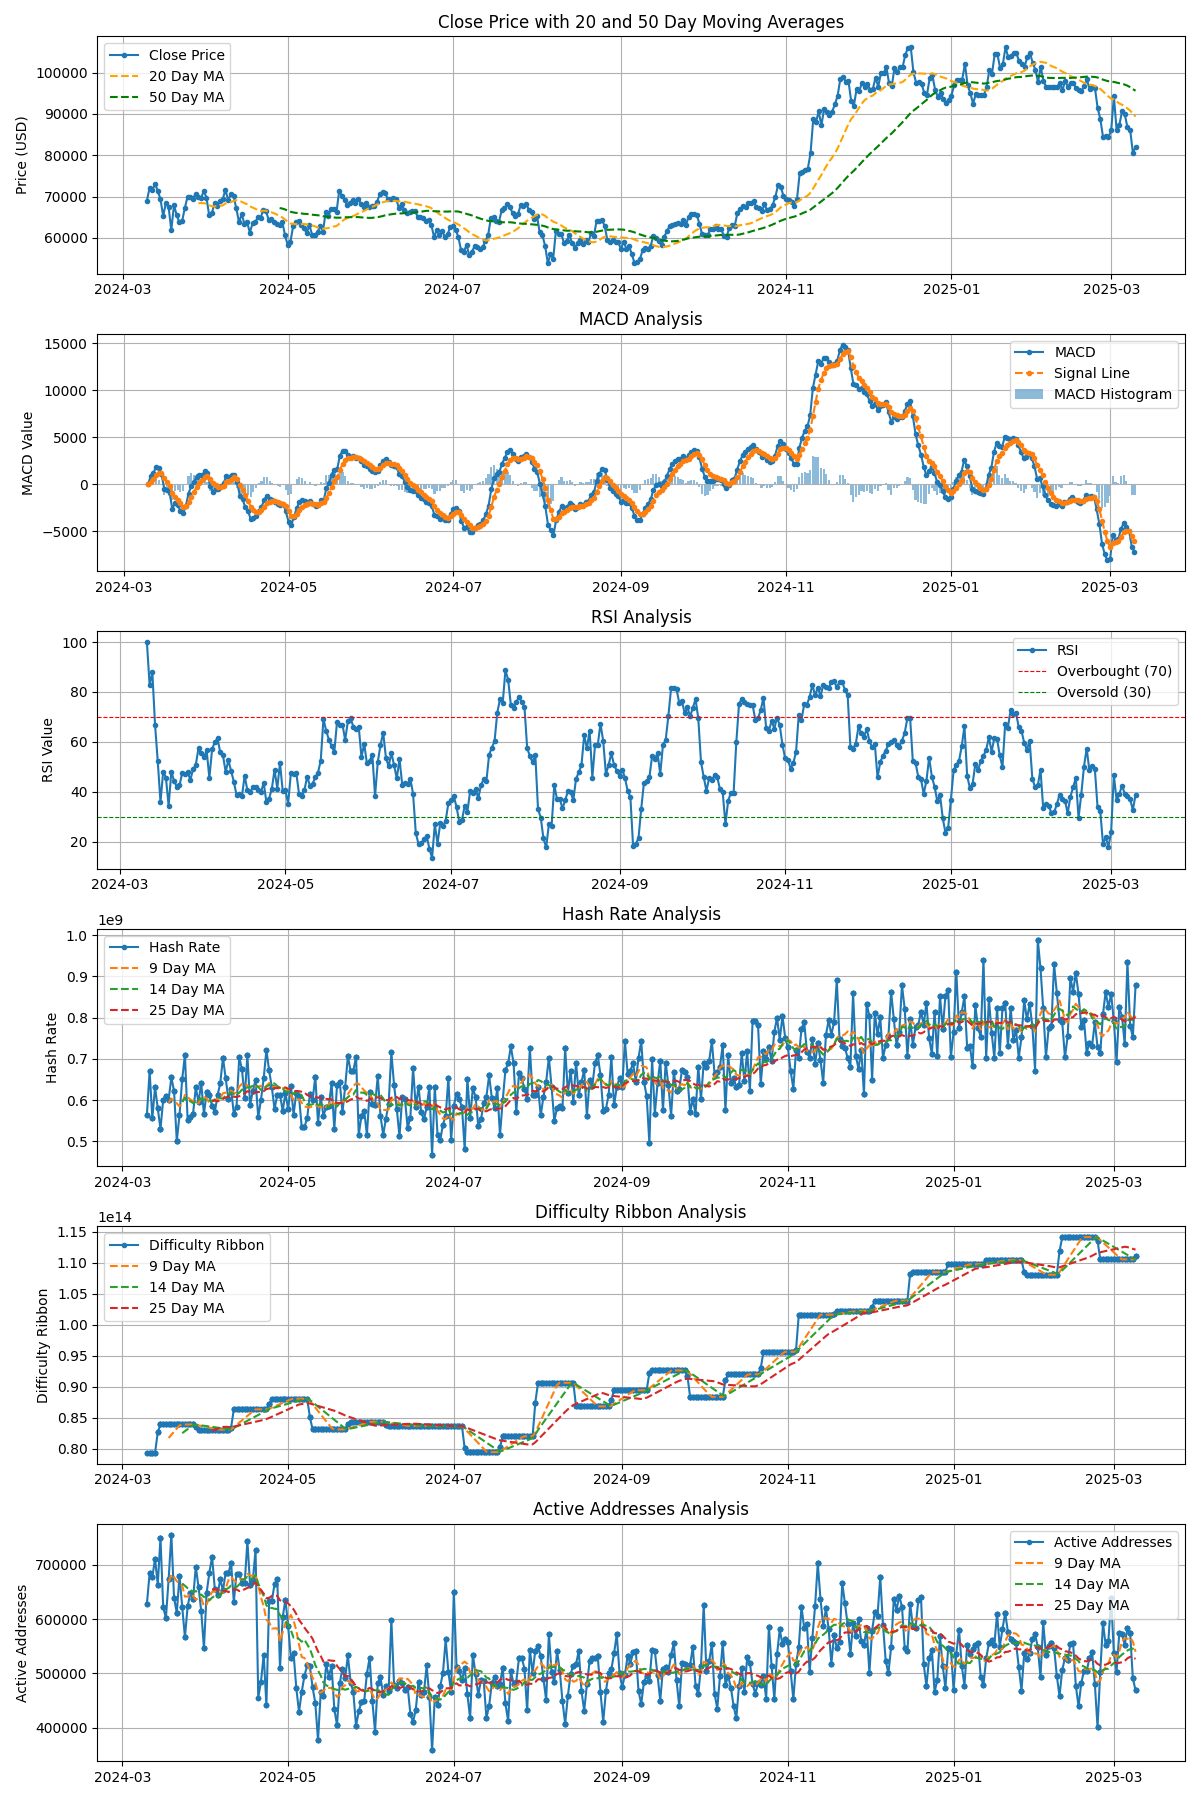 Close Price with 20 and 50 Day Moving Averages
Close Price
20 Day MA
50 Day MA
Price (USD)
100000
90000
80000
70000
60000
2024-03 2024-05 2024-07 2024-09 2024-11 2025-01 2025-03
MACD Analysis
MACD
Signal Line
MACD Histogram
MACD Value
15000
10000
5000
0
−5000
2024-03 2024-05 2024-07 2024-09 2024-11 2025-01 2025-03
RSI Analysis
RSI
Overbought (70)
Oversold (30)
RSI Value
100
80
60
40
20
2024-03 2024-05 2024-07 2024-09 2024-11 2025-01 2025-03
1e9
Hash Rate Analysis
Hash Rate
9 Day MA
14 Day MA
25 Day MA
Hash Rate
1.0
0.9
0.8
0.7
0.6
0.5
2024-03 2024-05 2024-07 2024-09 2024-11 2025-01 2025-03
1e14
Difficulty Ribbon Analysis
Difficulty Ribbon
9 Day MA
14 Day MA
25 Day MA
Difficulty Ribbon
1.15
1.10
1.05
1.00
0.95
0.90
0.85
0.80
2024-03 2024-05 2024-07 2024-09 2024-11 2025-01 2025-03
Active Addresses Analysis
Active Addresses
9 Day MA
14 Day MA
25 Day MA
Active Addresses
700000
600000
500000
400000
2024-03 2024-05 2024-07 2024-09 2024-11 2025-01 2025-03